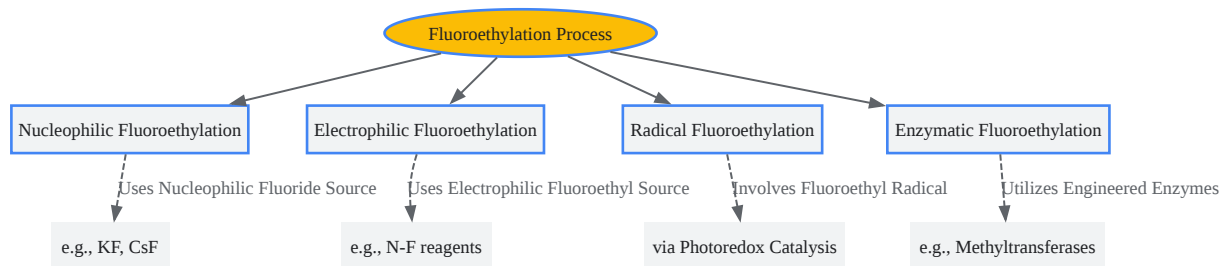 Fluoroethylation Process
Nucleophilic Fluoroethylation
Electrophilic Fluoroethylation
Radical Fluoroethylation
Enzymatic Fluoroethylation
Uses Nucleophilic Fluoride Source
Uses Electrophilic Fluoroethyl Source
Involves Fluoroethyl Radical
Utilizes Engineered Enzymes
e.g., KF, CsF
e.g., N-F reagents
via Photoredox Catalysis
e.g., Methyltransferases